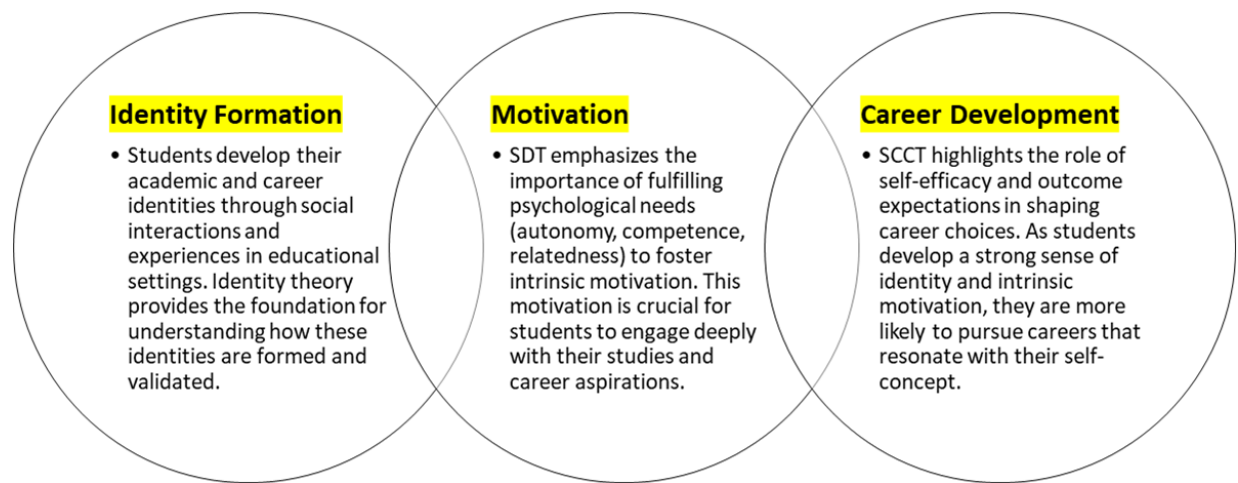 Identity Formation
• Students develop their
academic and career
identities through social
interactions and
experiences in educational
settings. Identity theory
provides the foundation for
understanding how these
identities are formed and
validated.
Motivation
• SDT emphasizes the
importance of fulfilling
psychological needs
(autonomy, competence,
relatedness) to foster
intrinsic motivation. This
motivation is crucial for
students to engage deeply
with their studies and
career aspirations.
Career Development
• SCCT highlights the role of
self-efficacy and outcome
expectations in shaping
career choices. As students
develop a strong sense of
identity and intrinsic
motivation, they are more
likely to pursue careers that
resonate with their self-
concept.